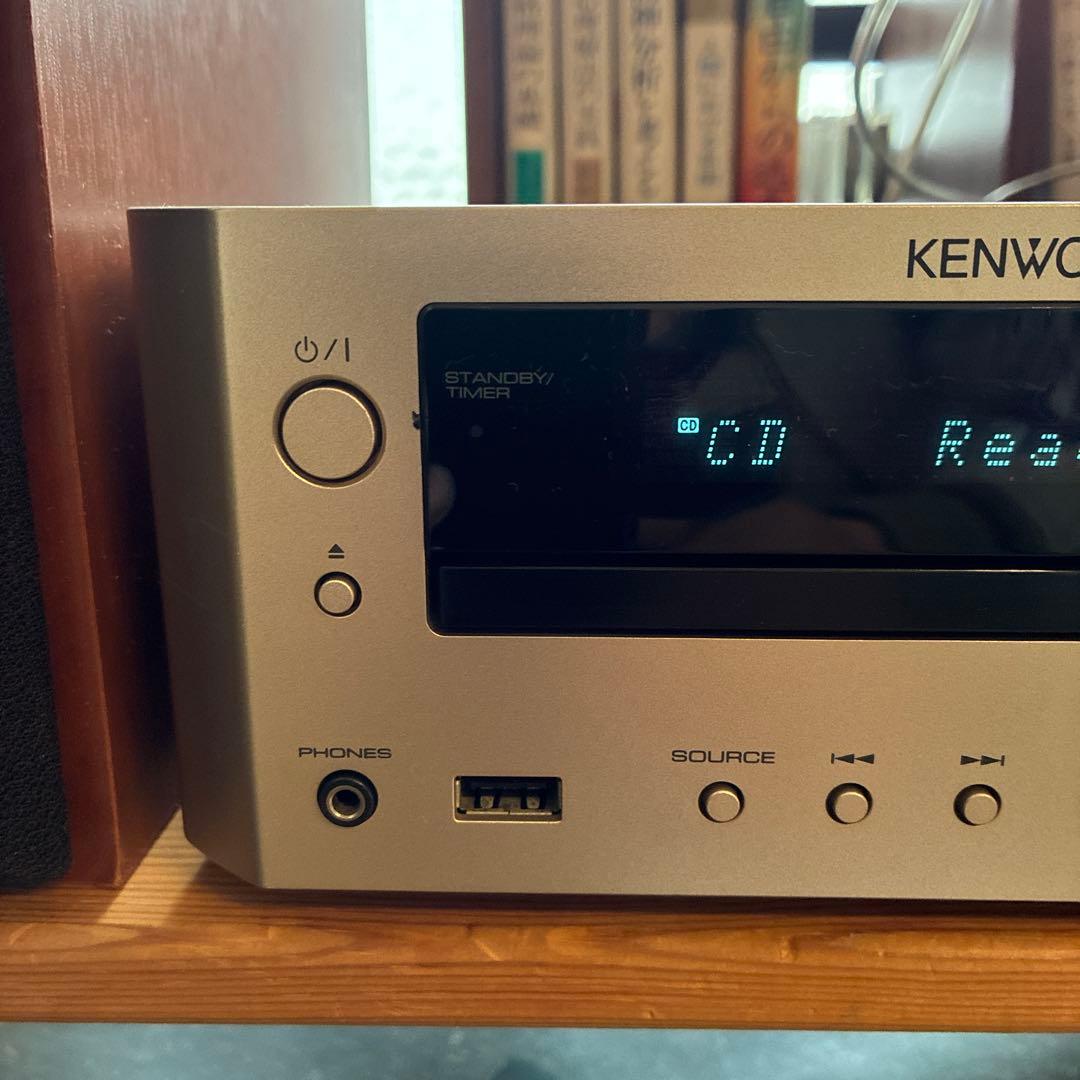 KENWO
⏻/|
STANDBY/
TIMER
CD
CD Rea
PHONES
SOURCE